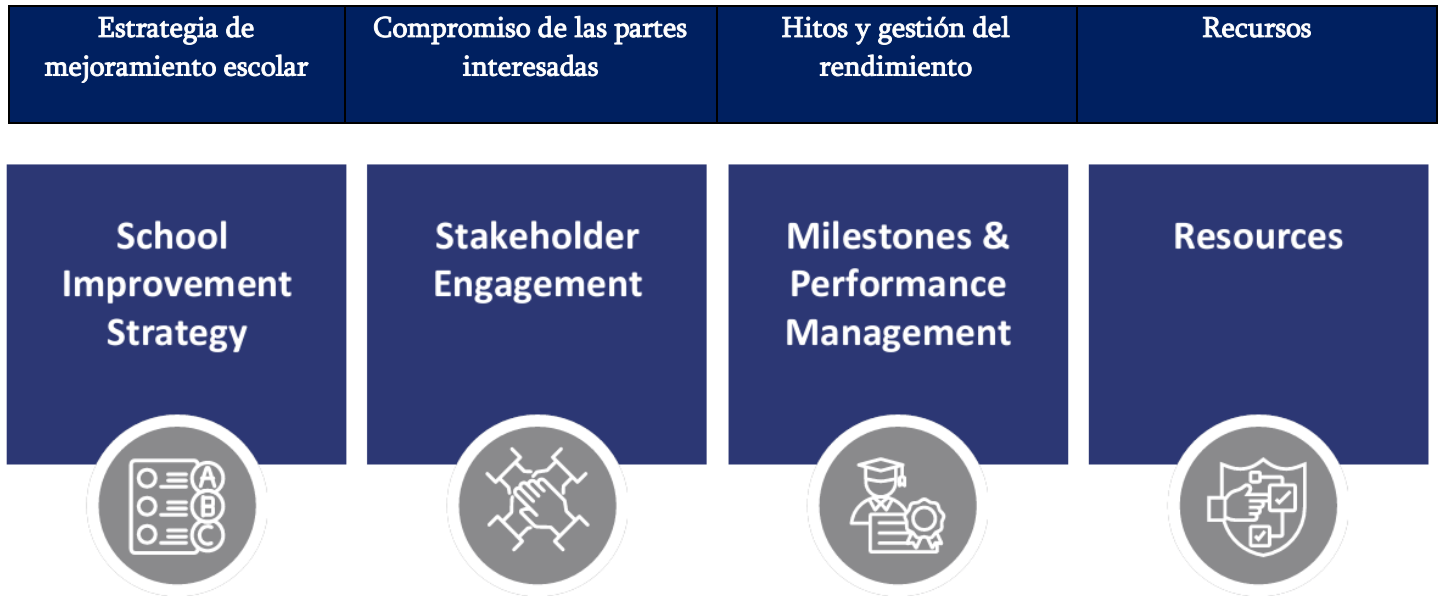 Estrategia de
mejoramiento escolar
Compromiso de las partes
interesadas
Hitos y gestión del
rendimiento
Recursos
School
Improvement
Strategy
Stakeholder
Engagement
Milestones &
Performance
Management
Resources
A
B
C